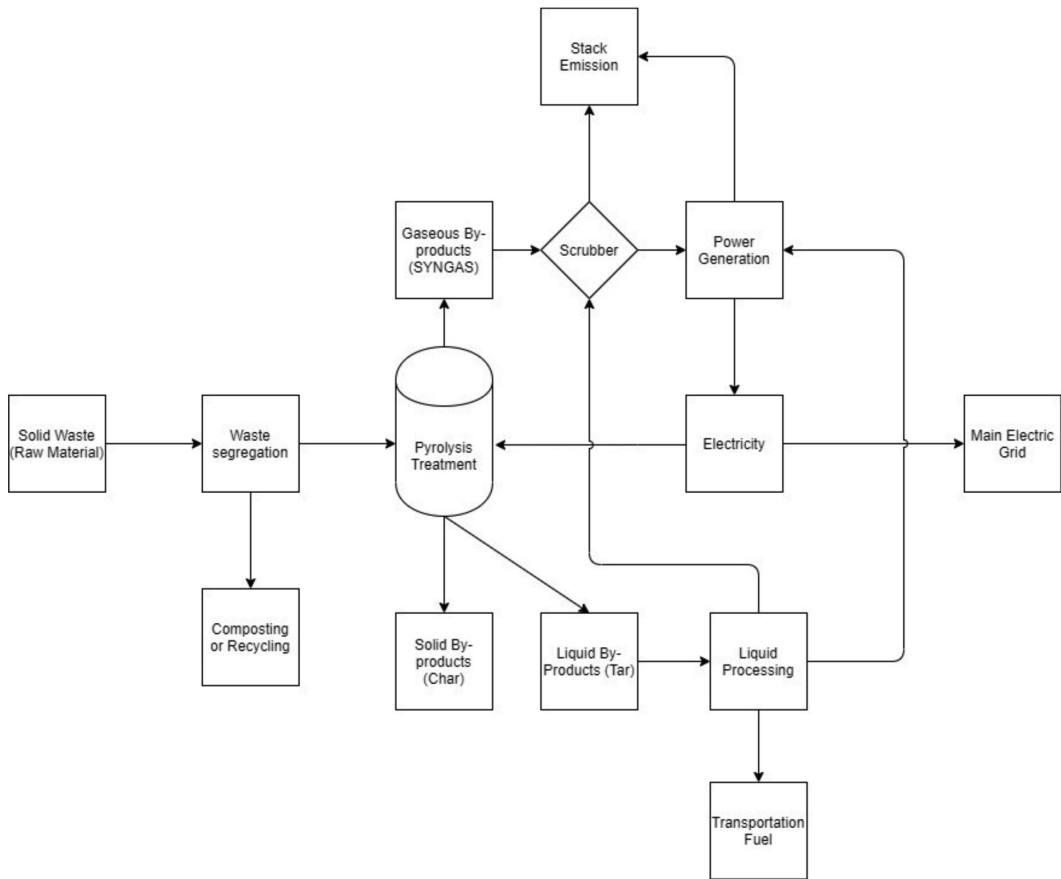 Stack
Emission
Gaseous By-
products
(SYNGAS)
Scrubber
Power
Generation
Solid Waste
(Raw Material)
Waste
segregation
Pyrolysis
Treatment
Electricity
Main Electric
Grid
Composting
or Recycling
Solid By-
products
(Char)
Liquid By-
Products (Tar)
Liquid
Processing
Transportation
Fuel